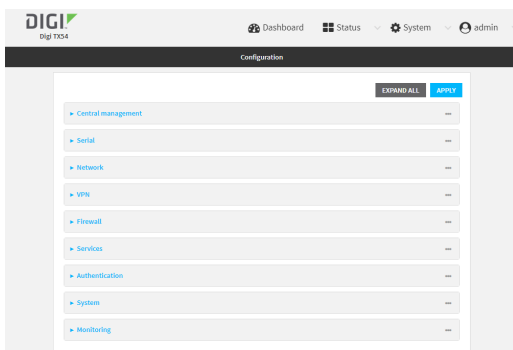 DIGI
Digi TX54
Dashboard Status System admin
Configuration
EXPAND ALL APPLY
Central management
Serial
Network
VPN
Firewall
Services
Authentication
System
Monitoring